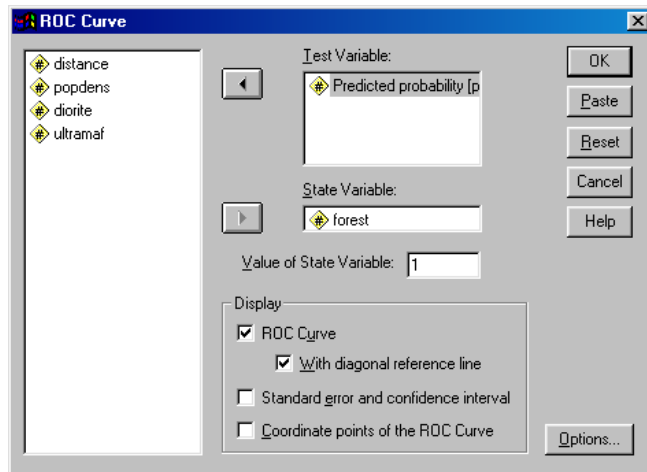 ROC Curve
distance
popdens
diorite
ultramaf
Test Variable:
Predicted probability [p
State Variable:
forest
Value of State Variable: 1
Display
ROC Curve
With diagonal reference line
Standard error and confidence interval
Coordinate points of the ROC Curve
OK
Paste
Reset
Cancel
Help
Options...